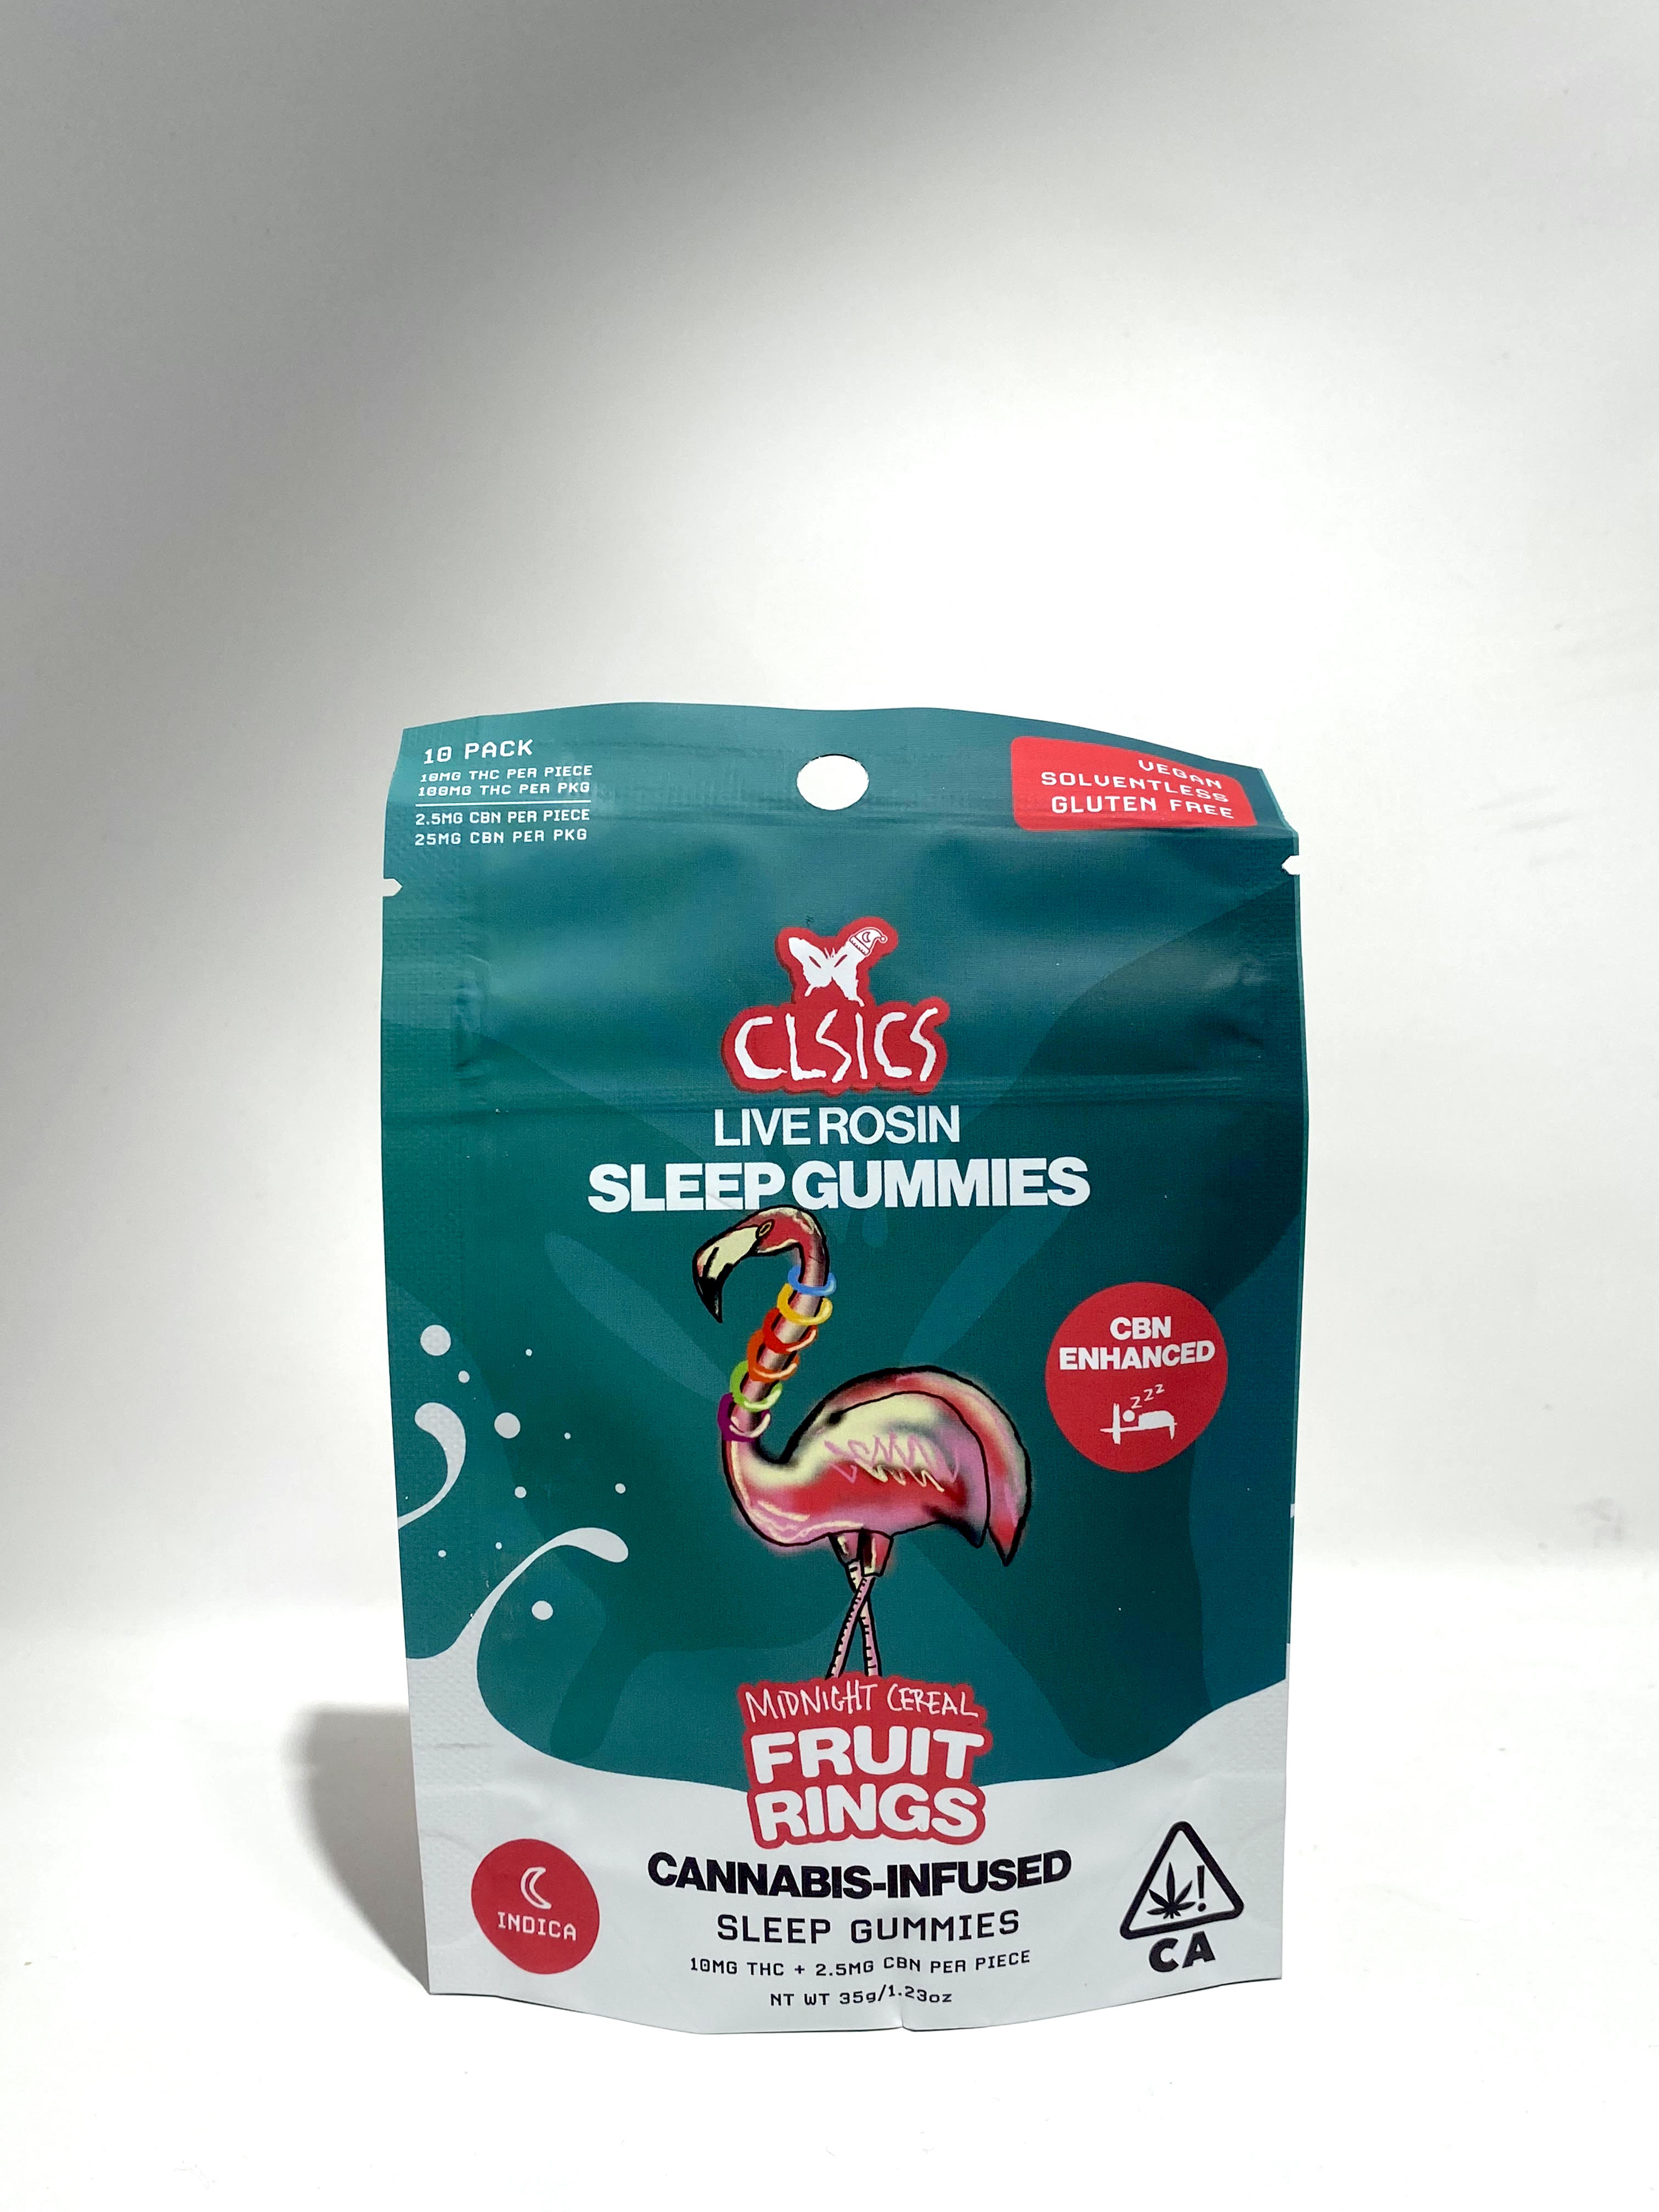 10 PACK
10MG THC PER PIECE
100MG THC PER PKG
2.5MG CBN PER PIECE
25MG CBN PER PKG
VEGAN
SOLVENTLESS
GLUTEN FREE
CLSICS
LIVE ROSIN
SLEEP GUMMIES
CBN
ENHANCED
zzz
MIDNIGHT CEREAL
FRUIT
RINGS
CANNABIS-INFUSED
SLEEP GUMMIES
10MG THC + 2.5MG CBN PER PIECE
NT WT 35g/1.23oz
INDICA
!
CA